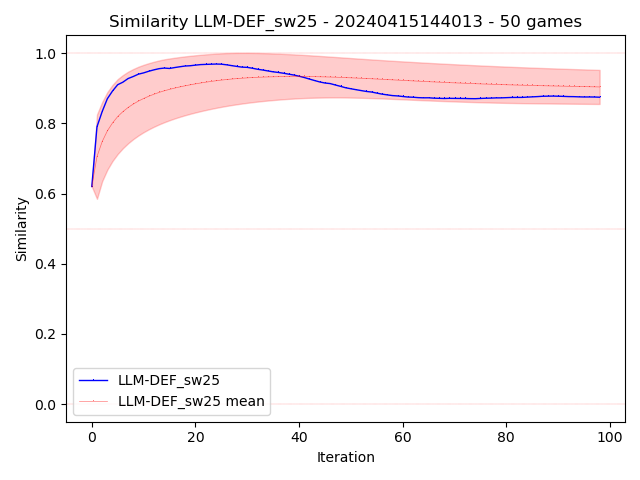 Similarity LLM-DEF_sw25 - 20240415144013 - 50 games
1.0
0.8
0.6
0.4
0.2
0.0
Similarity
LLM-DEF_sw25
LLM-DEF_sw25 mean
0 20 40 60 80 100
Iteration